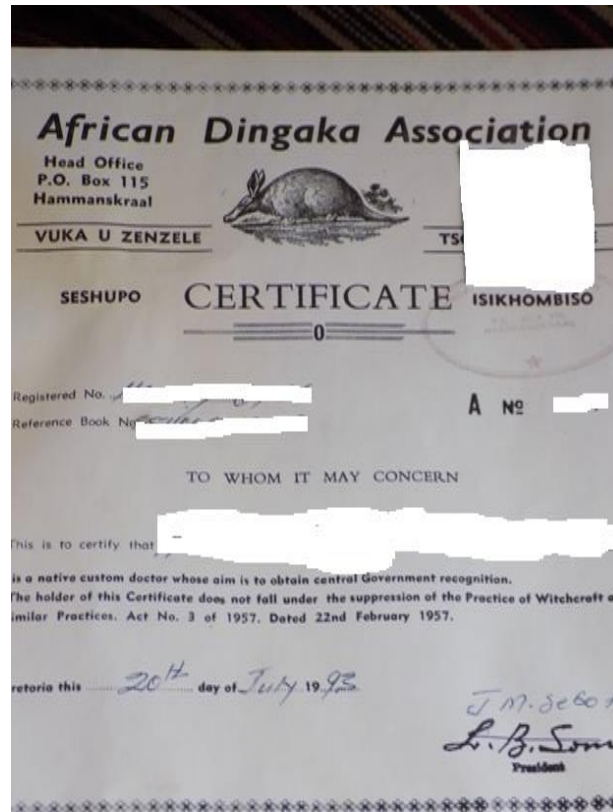 African Dingaka Association
Head Office
P.O. Box 115
Hammanskraal
VUKA U ZENZELE
SESHUPO CERTIFICATE ISIKHOMBISO
0
Registered No.
A Nº
Reference Book No
TO WHOM IT MAY CONCERN
This is to certify that
is a native custom doctor whose aim is to obtain central Government recognition.
The holder of this Certificate does not fall under the suppression of the Practice of Witchcraft
Similar Practices. Act No. 3 of 1957. Dated 22nd February 1957.
retoria this 20th day of July 1993
J M.
L. B.
President